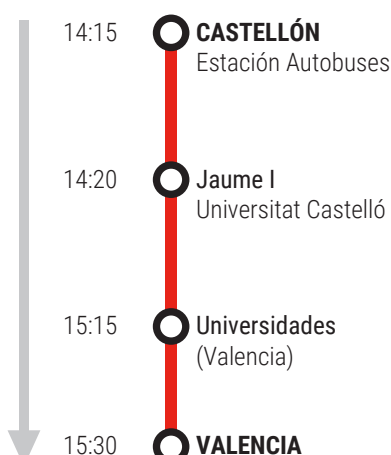 14:15 CASTELLÓN
Estación Autobuses
14:20 Jaume I
Universitat Castelló
15:15 Universidades
(Valencia)
15:30 VALENCIA